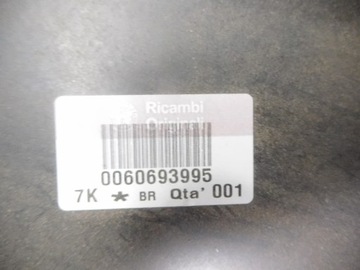 Ricambi
Originali
0060693995
7K * BR Qta' 001